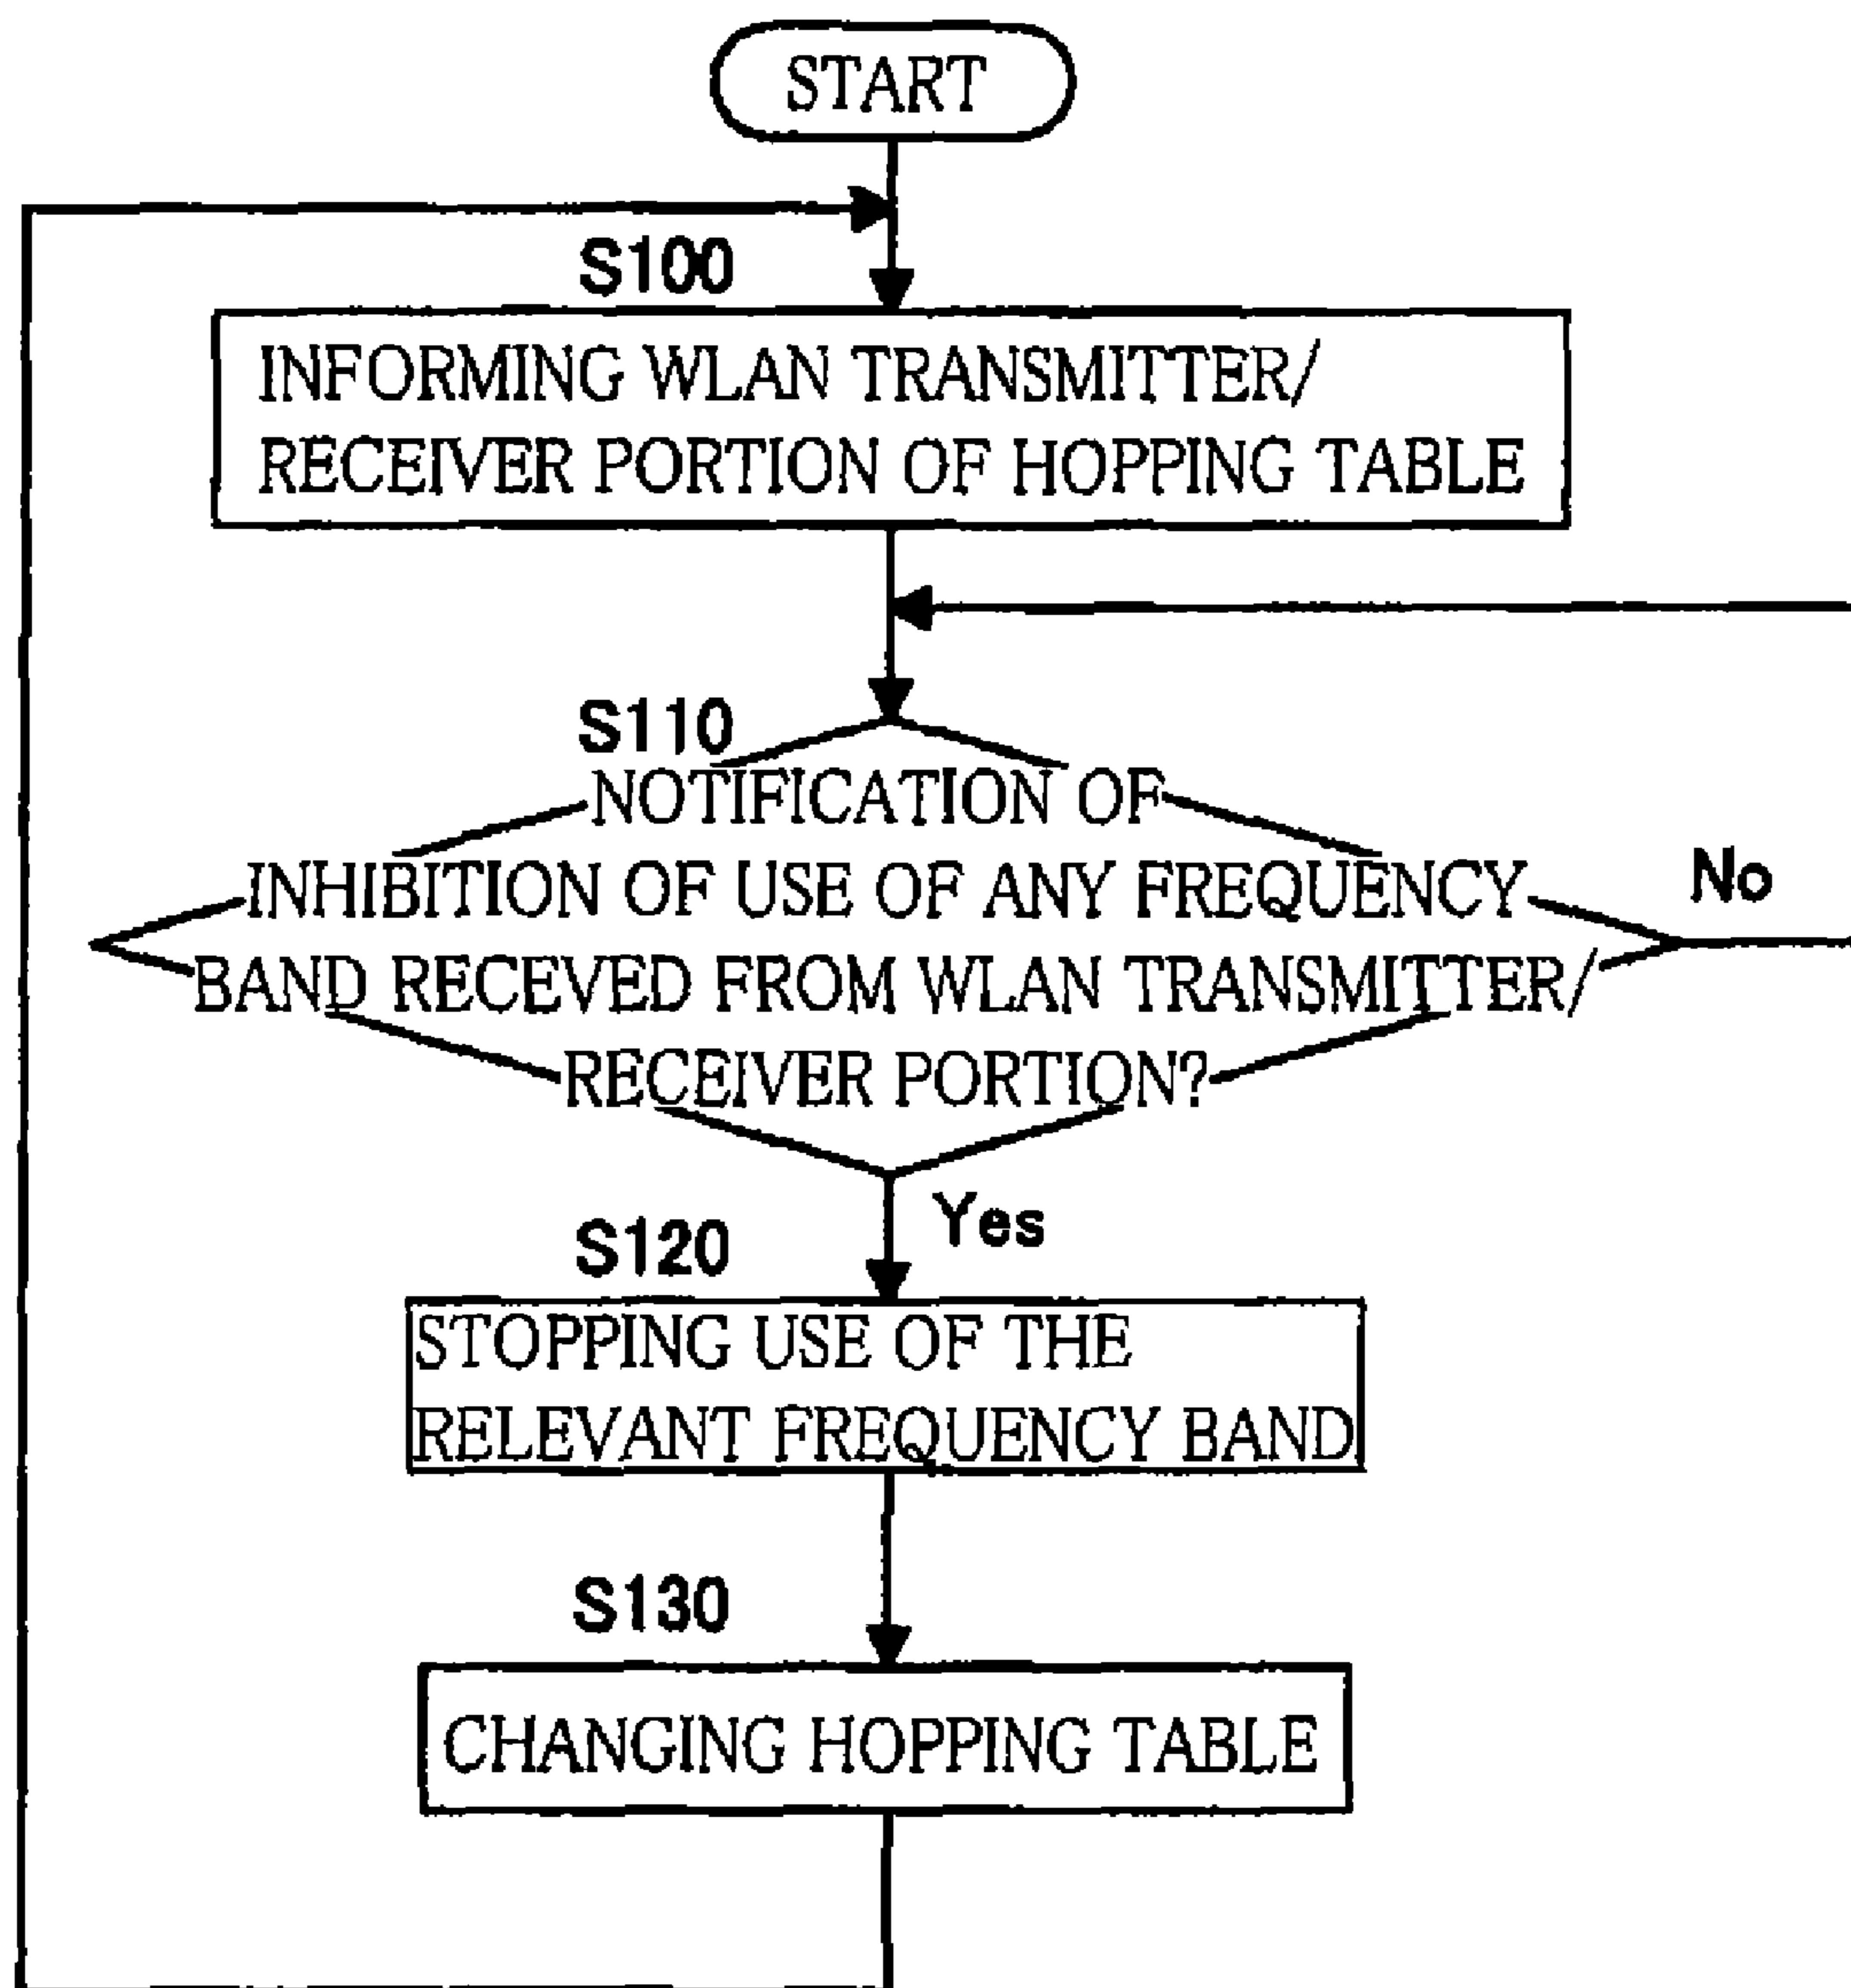 START
S100
INFORMING WLAN TRANSMITTER/
RECEIVER PORTION OF HOPPING TABLE
S110
NOTIFICATION OF
INHIBITION OF USE OF ANY FREQUENCY
No
BAND RECEVED FROM WLAN TRANSMITTER/
RECEIVER PORTION?
Yes
S120
STOPPING USE OF THE
RELEVANT FREQUENCY BAND
S130
CHANGING HOPPING TABLE